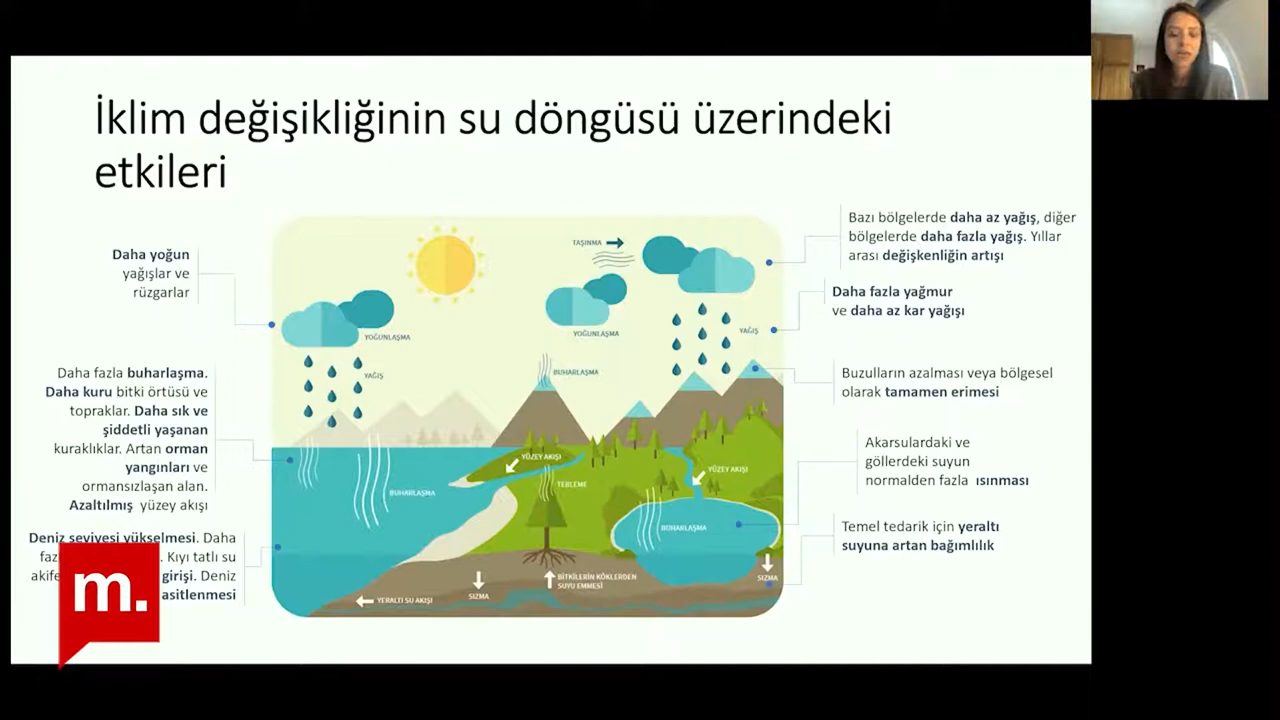 İklim değişikliğinin su döngüsü üzerindeki
etkileri
Daha yoğun
yağışlar ve
rüzgarlar
Daha fazla buharlaşma.
Daha kuru bitki örtüsü ve
topraklar. Daha sık ve
şiddetli yaşanan
kuraklıklar. Artan orman
yangınları ve
ormansızlaşan alan.
Azaltılmış yüzey akışı
Deniz seviyesi yükselmesi. Daha
Kıyı tatlı su
girişi. Deniz
asitlenmesi
m.
TAŞINMA
YOĞUNLAŞMA
YAĞIŞ
YOĞUNLAŞMA
YAĞIŞ
BUHARLAŞMA
YÜZEY AKIŞI
YÜZEY AKIŞI
TERLEME
BUHARLAŞMA
BUHARLAŞMA
SIZMA
BİTKİLERİN KÖKLERDEN
SUYU EMMESİ
SIZMA
YERALTI SU AKIŞI
Bazı bölgelerde daha az yağış, diğer
bölgelerde daha fazla yağış. Yıllar
arası değişkenliğin artışı
Daha fazla yağmur
ve daha az kar yağışı
Buzulların azalması veya bölgesel
olarak tamamen erimesi
Akarsulardaki ve
göllerdeki suyun
normalden fazla ısınması
Temel tedarik için yeraltı
suyuna artan bağımlılık